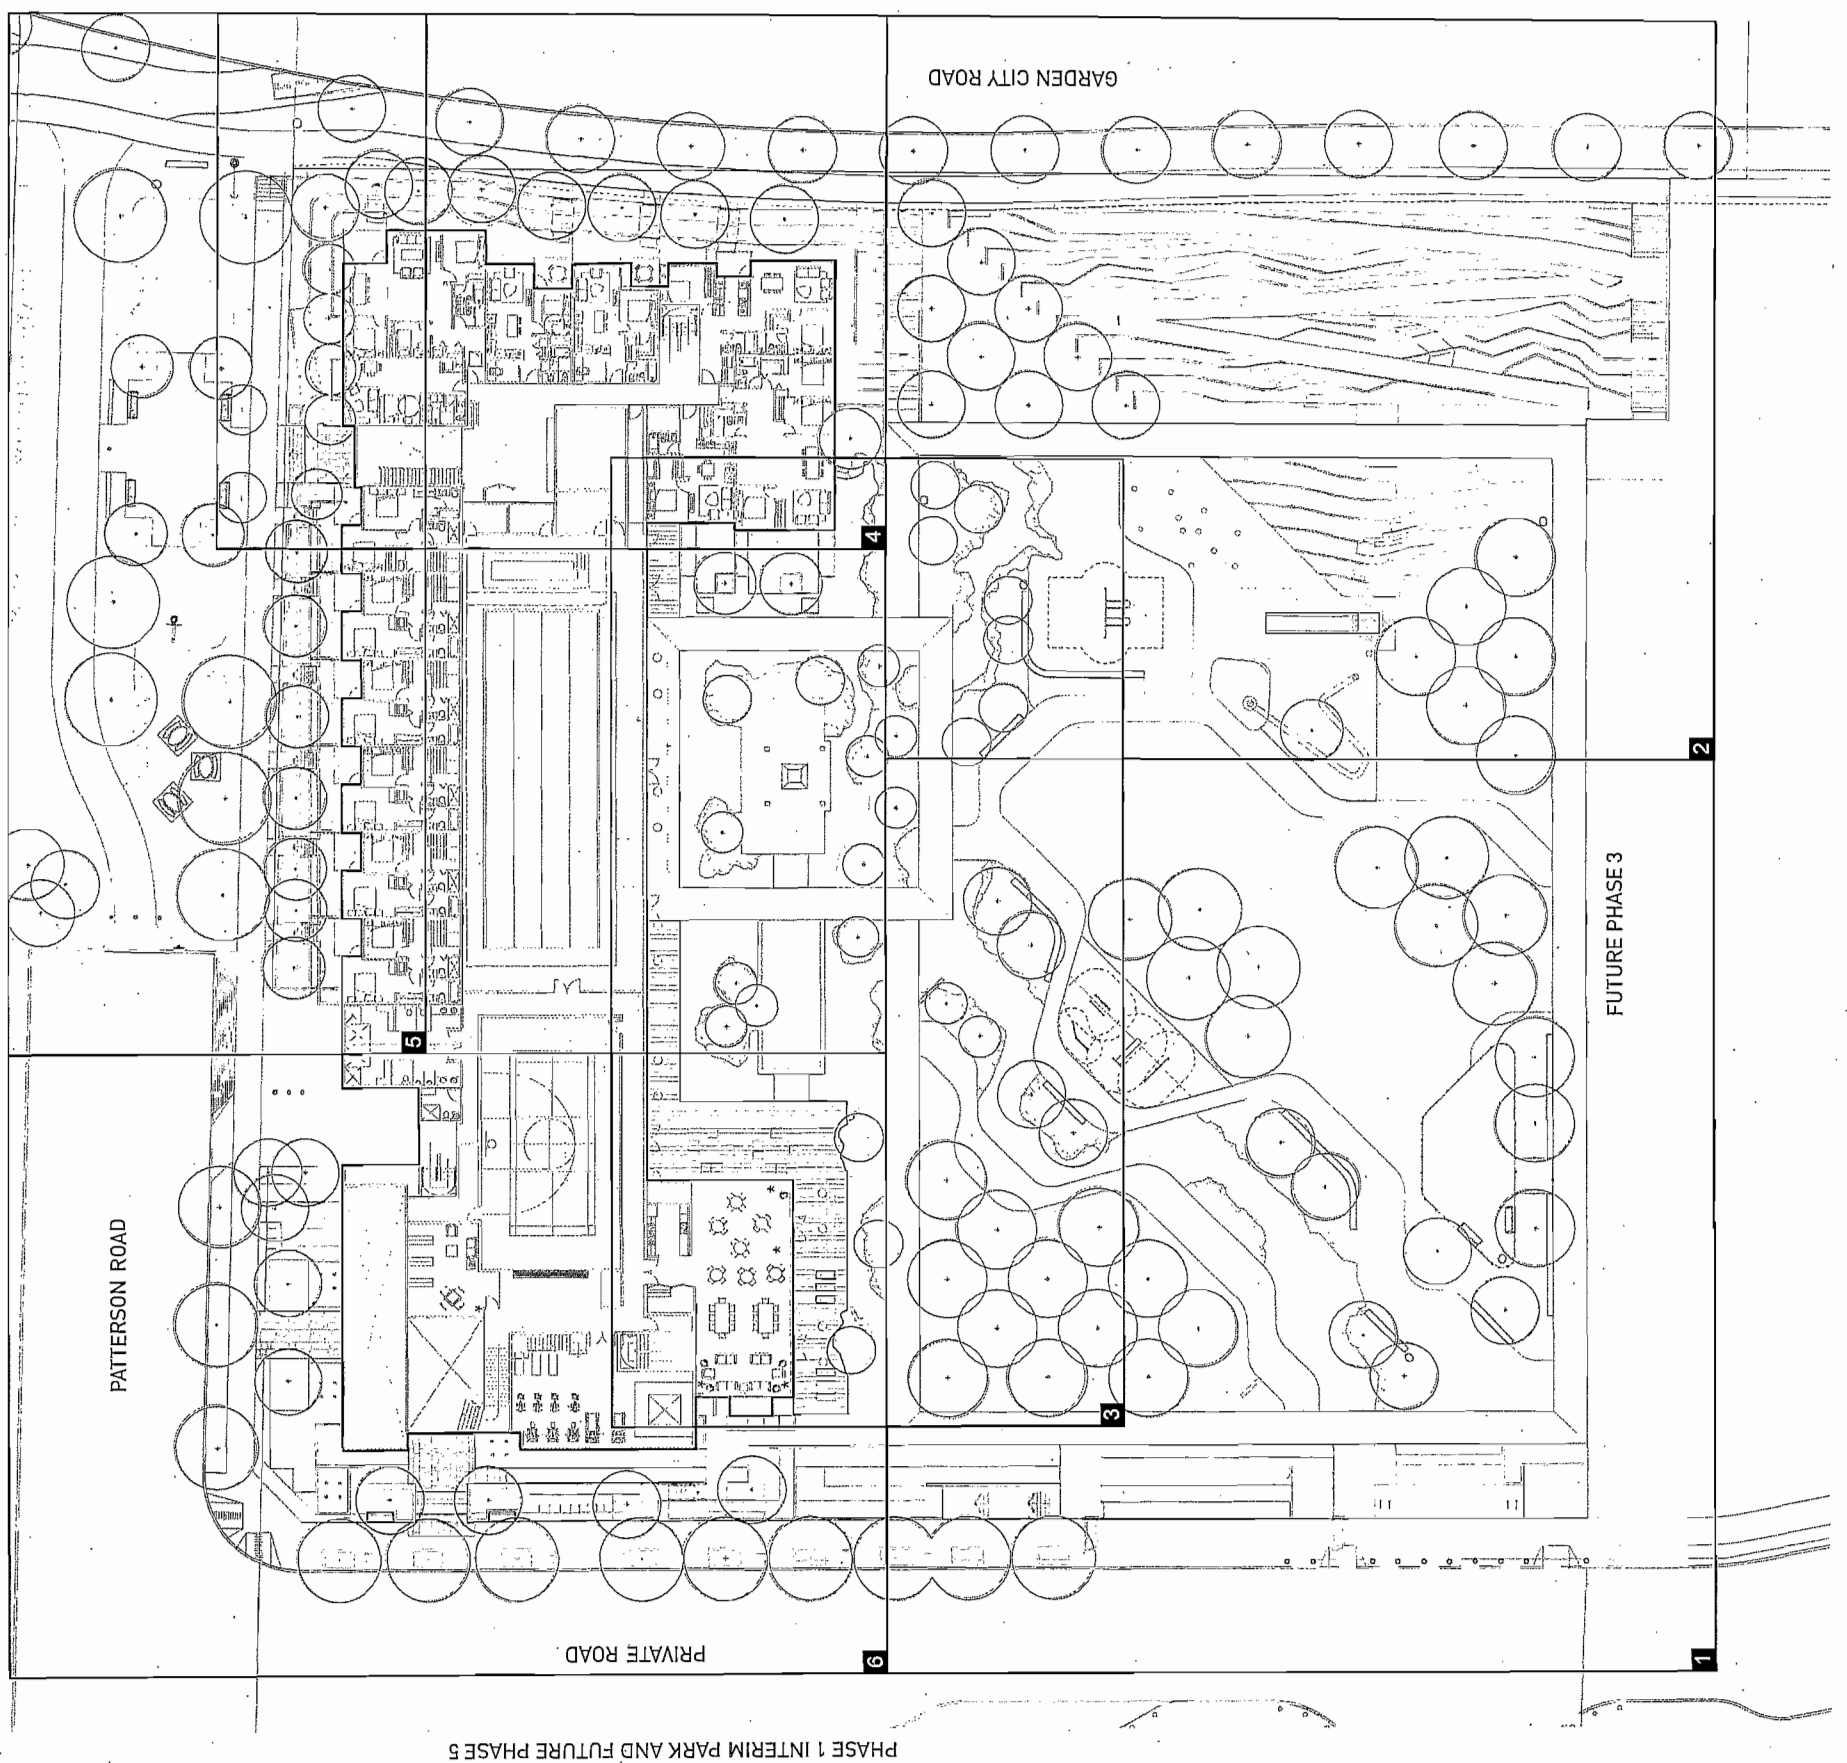 GARDEN CITY ROAD
4
2
FUTURE PHASE 3
5
PATTERSON ROAD
3
PRIVATE ROAD
6
1
PHASE 1 INTERIM PARK AND FUTURE PHASE 5